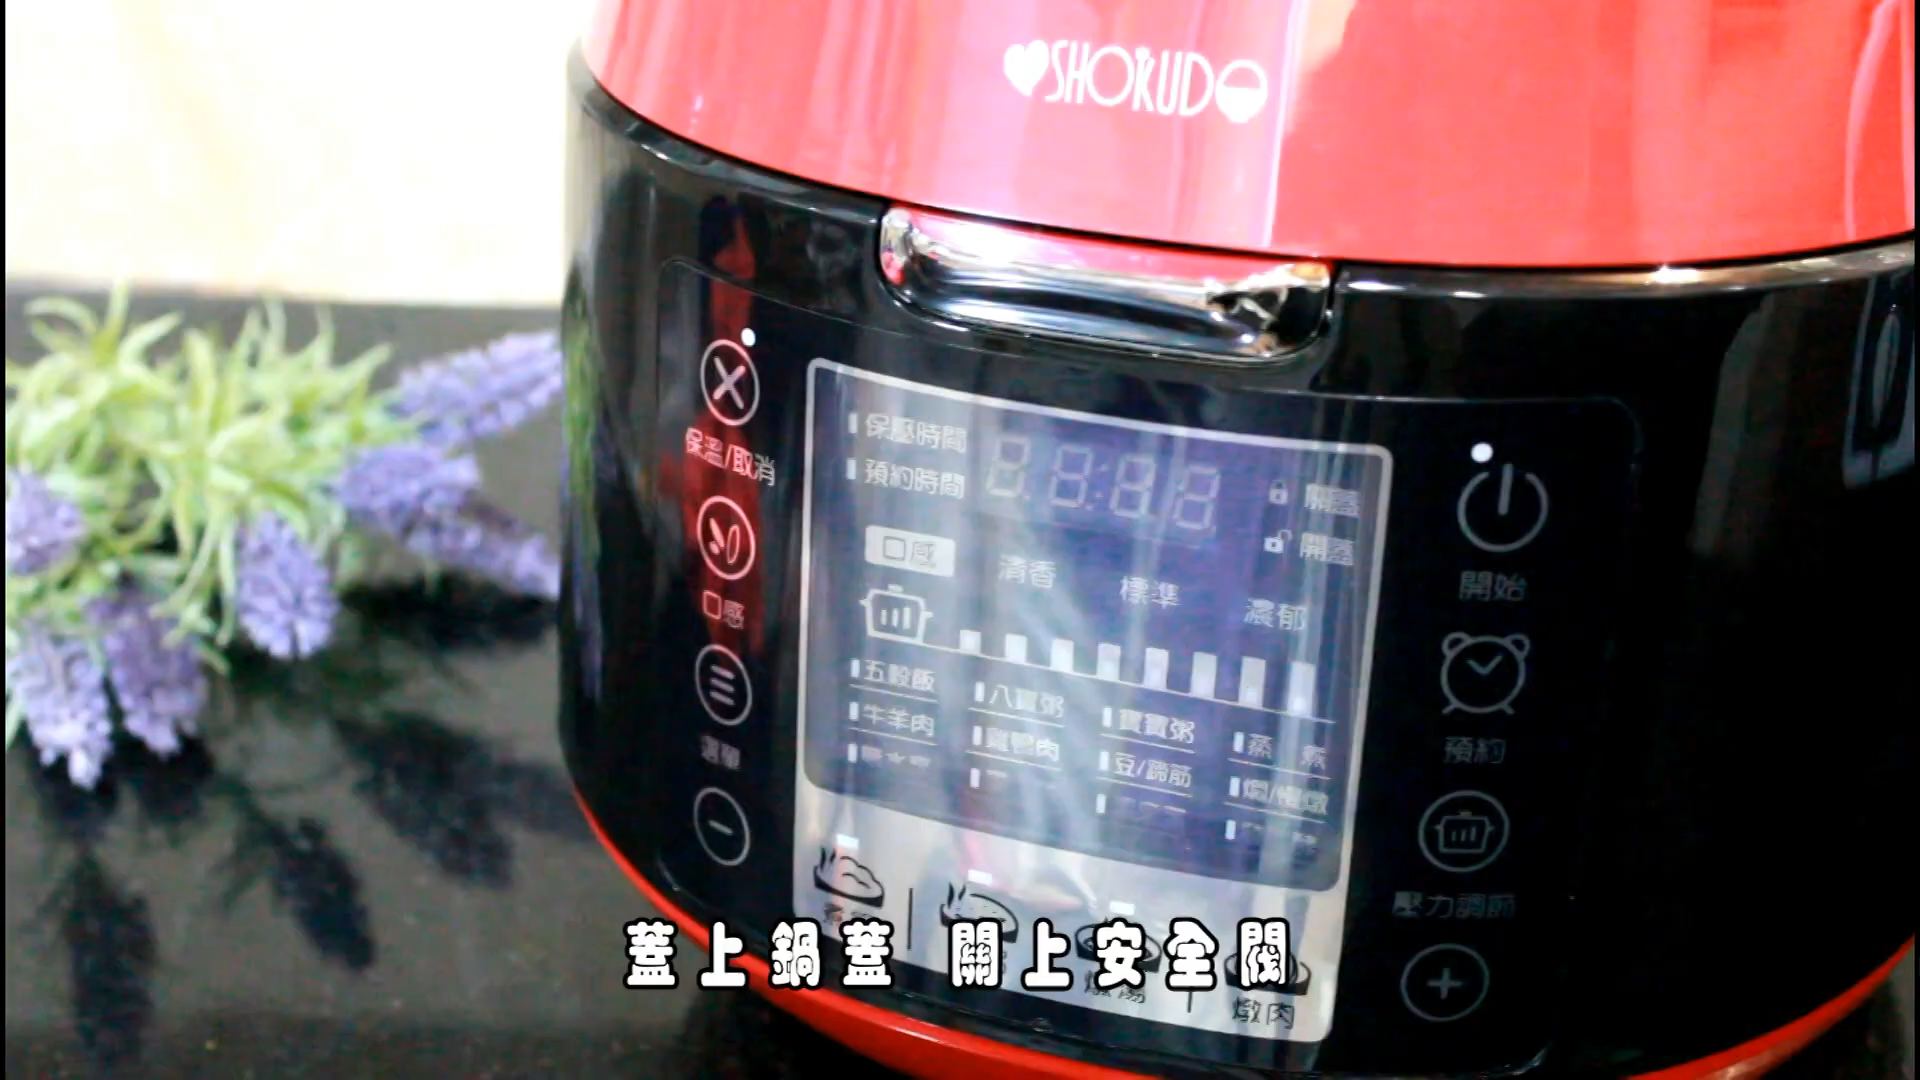 SHOKUDO
保溫/取消
口感
選單
保壓時間
預約時間
關蓋
開蓋
口感 清香 標準 濃郁
五穀飯 八寶粥 寶寶粥 蒸 煮
牛羊肉 雞鴨肉 豆/蹄筋
開始
預約
壓力調節
燉肉
蓋上鍋蓋 關上安全閥